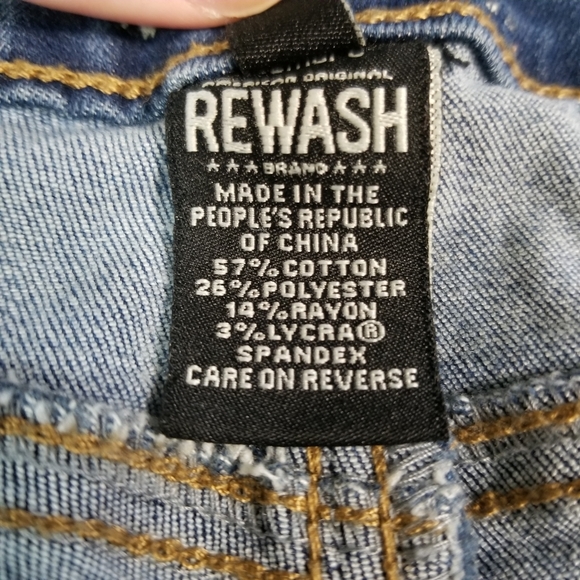 AMERICAN ORIGINAL
REWASH
★★★ BRAND ★★★
MADE IN THE
PEOPLE'S REPUBLIC
OF CHINA
57% COTTON
26% POLYESTER
14% RAYON
3% LYCRA®
SPANDEX
CARE ON REVERSE